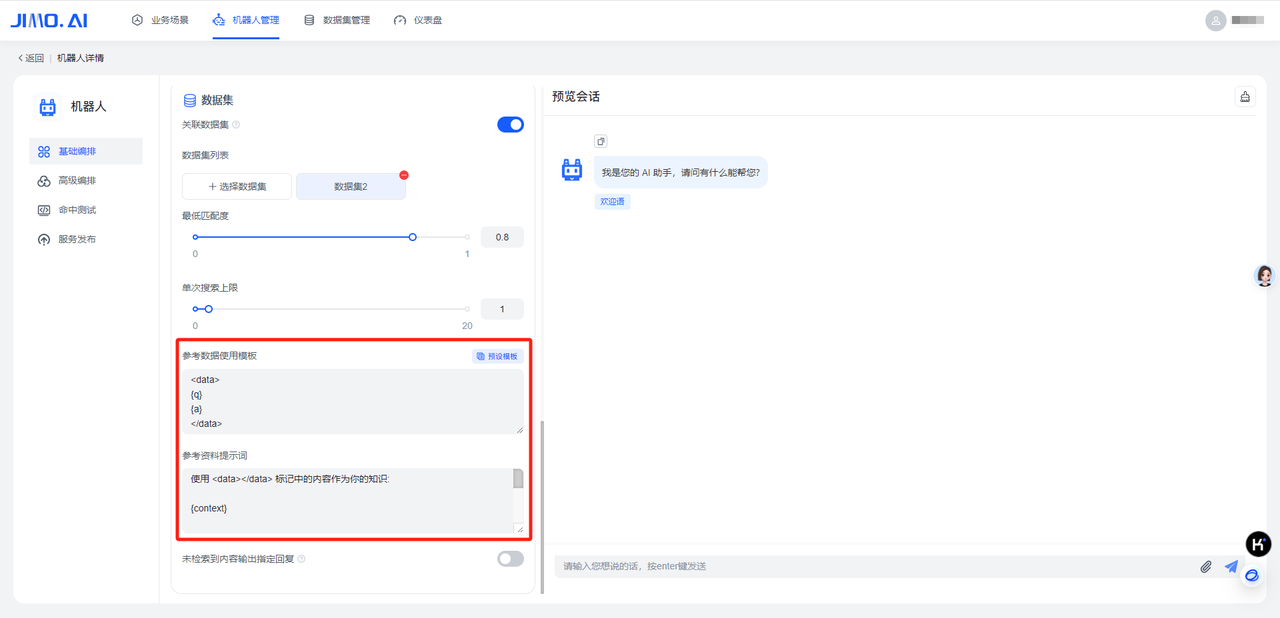 JIMO.AI
业务场景
机器人管理
数据集管理
仪表盘
返回 | 机器人详情
机器人
基础编排
高级编排
命中测试
服务发布
数据集
关联数据集
数据集列表
+ 选择数据集
数据集2
最低匹配度
0.8
0
1
单次搜索上限
1
0
20
参考数据使用模板
预设模板
<data>
{q}
{a}
</data>
参考资料提示词
使用 <data></data> 标记中的内容作为你的知识:
{context}
未检索到内容输出指定回复
预览会话
我是您的 AI 助手，请问有什么能帮您?
欢迎语
请输入您想说的话，按enter键发送
K